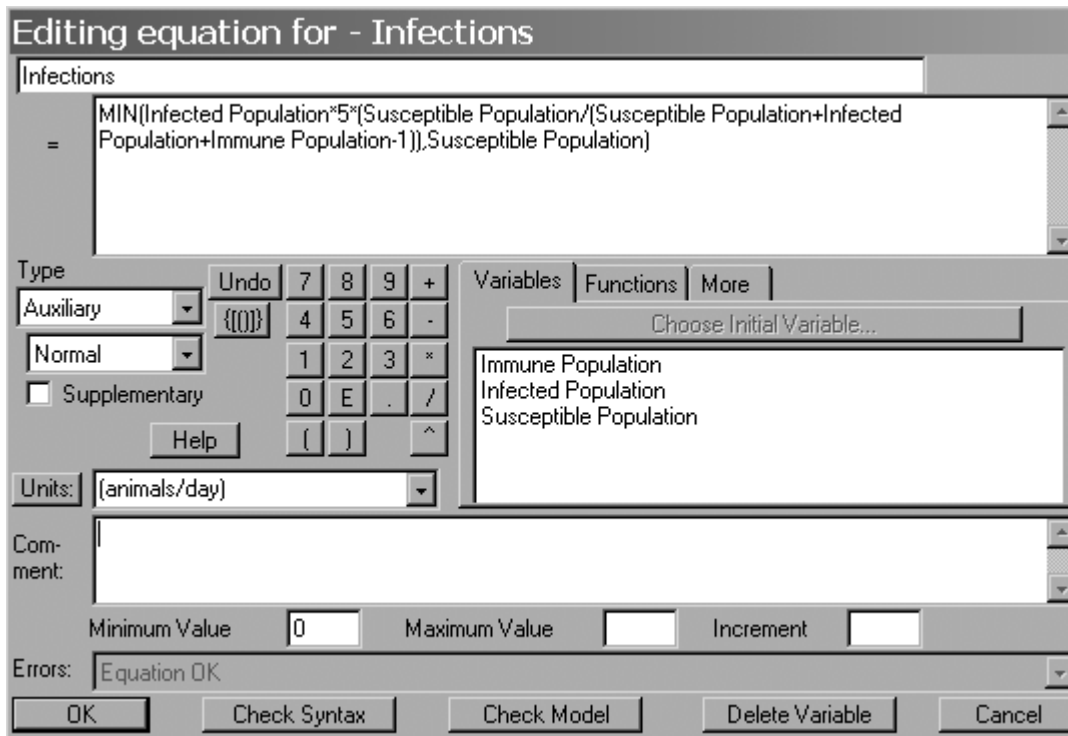 Editing equation for - Infections
Infections
=
MIN(Infected Population*5*(Susceptible Population/(Susceptible Population+Infected
Population+Immune Population-1)),Susceptible Population)
Type
Auxiliary
Normal
Supplementary
Help
Undo 7 8 9 +
{[()]} 4 5 6 -
1 2 3 *
0 E . /
( ) ^
Variables Functions More
Choose Initial Variable...
Immune Population
Infected Population
Susceptible Population
Units: (animals/day)
Com-
ment:
Minimum Value 0 Maximum Value Increment
Errors: Equation OK
OK Check Syntax Check Model Delete Variable Cancel